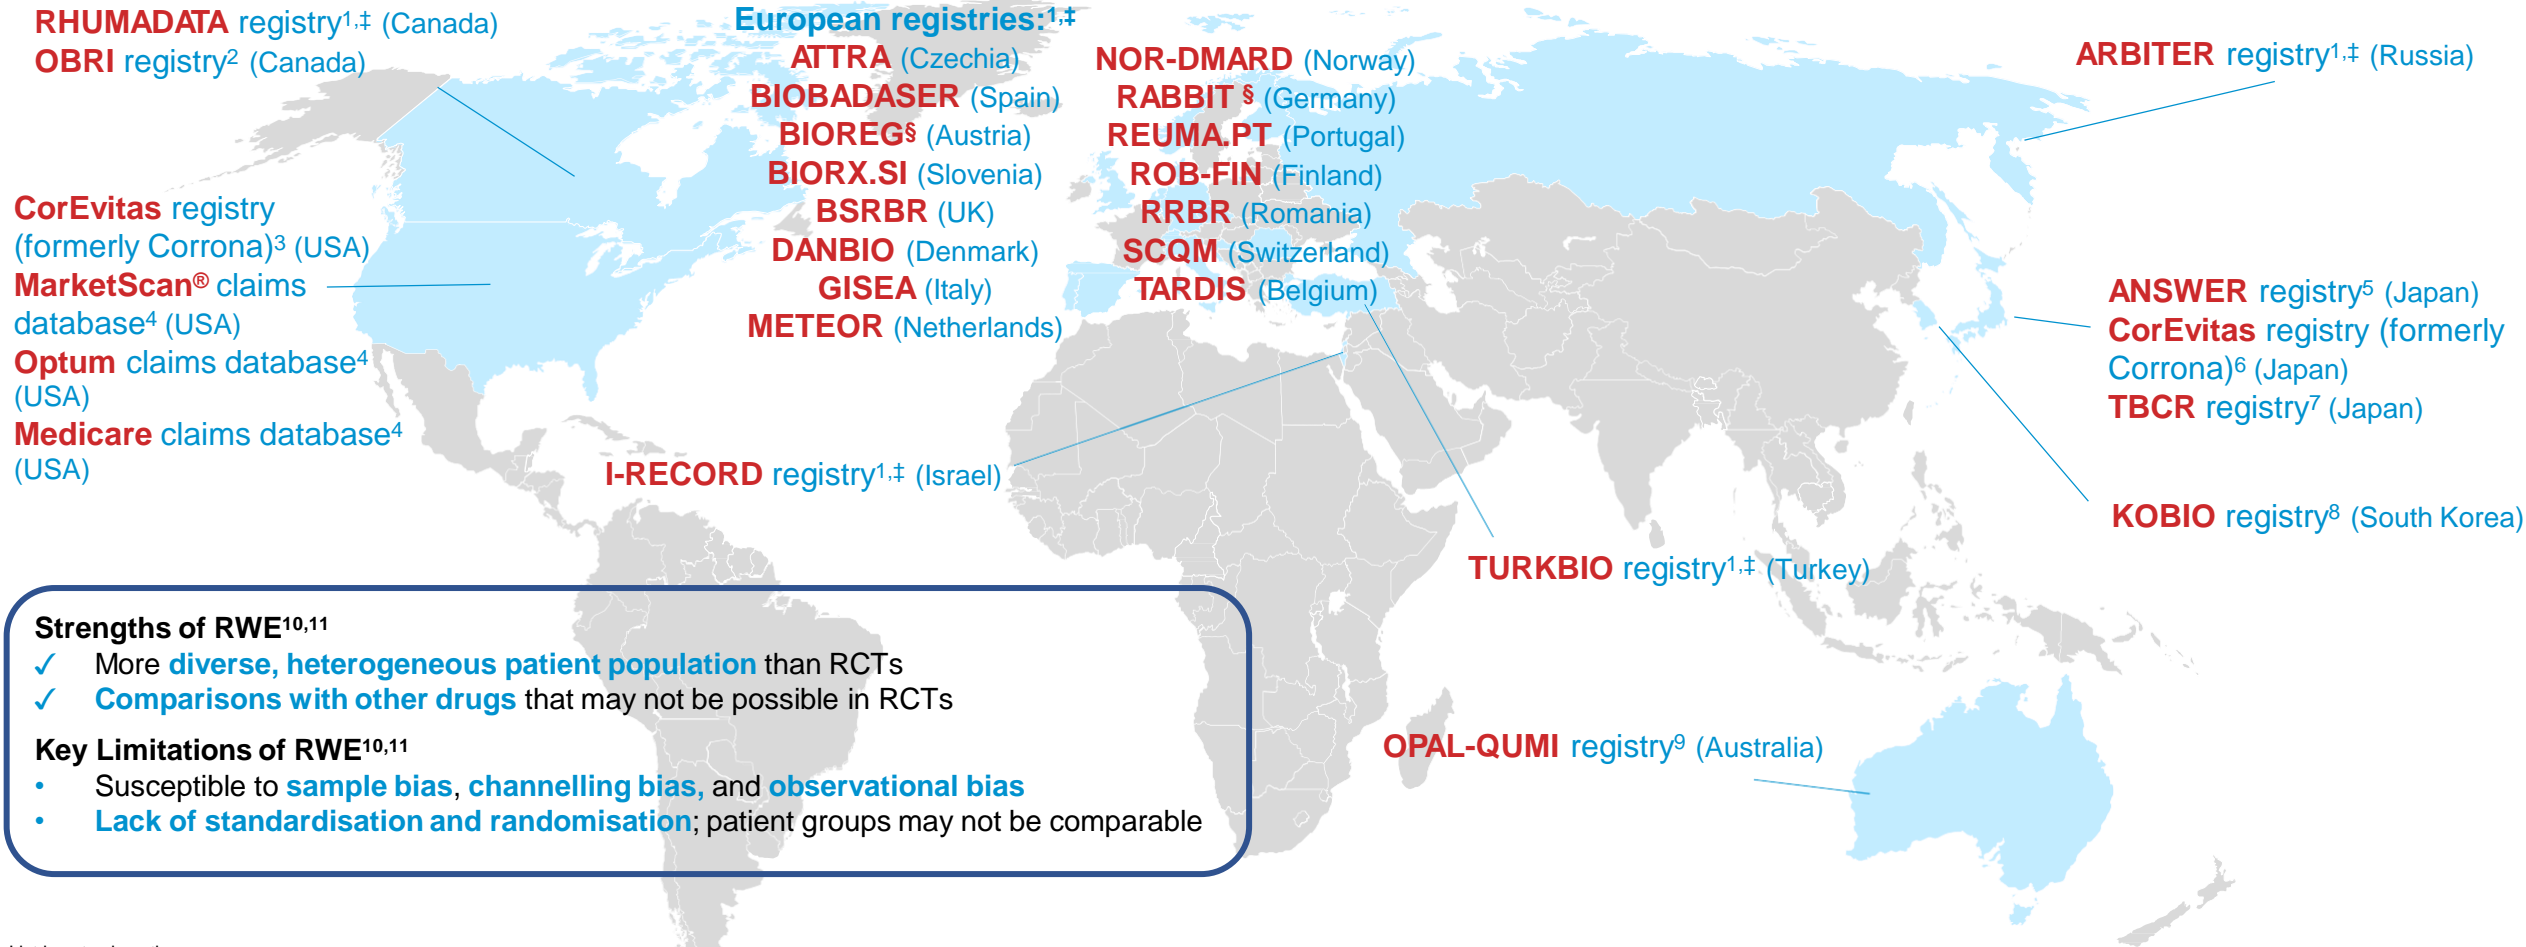 RHUMADATA registry1,‡ (Canada)
OBRI registry2 (Canada)
CorEvitas registry
(formerly Corrona)3 (USA)
MarketScan® claims
database4 (USA)
Optum claims database4
(USA)
Medicare claims database4
(USA)
European registries:1,‡
ATTRA (Czechia)
BIOBADASER (Spain)
BIOREG§ (Austria)
BIORX.SI (Slovenia)
BSRBR (UK)
DANBIO (Denmark)
GISEA (Italy)
METEOR (Netherlands)
NOR-DMARD (Norway)
RABBIT § (Germany)
REUMA.PT (Portugal)
ROB-FIN (Finland)
RRBR (Romania)
SCQM (Switzerland)
TARDIS (Belgium)
ARBITER registry1,‡ (Russia)
ANSWER registry5 (Japan)
CorEvitas registry (formerly
Corrona)6 (Japan)
TBCR registry7 (Japan)
I-RECORD registry1,‡ (Israel)
KOBIO registry8 (South Korea)
TURKBIO registry1,‡ (Turkey)
OPAL-QUMI registry9 (Australia)
Strengths of RWE10,11
✓ More diverse, heterogeneous patient population than RCTs
✓ Comparisons with other drugs that may not be possible in RCTs
Key Limitations of RWE10,11
• Susceptible to sample bias, channelling bias, and observational bias
• Lack of standardisation and randomisation; patient groups may not be comparable